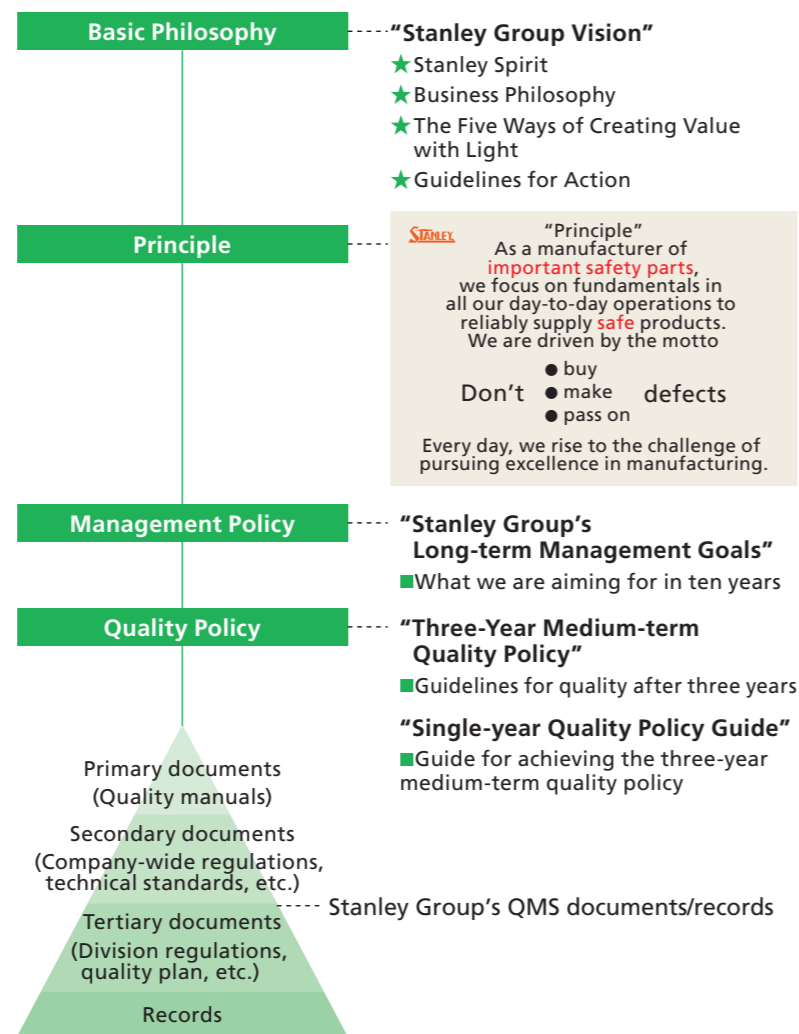 Basic Philosophy
“Stanley Group Vision”
★Stanley Spirit
★Business Philosophy
★The Five Ways of Creating Value
with Light
★Guidelines for Action
Principle
STANLEY
“Principle”
As a manufacturer of
important safety parts,
we focus on fundamentals in
all our day-to-day operations to
reliably supply safe products.
We are driven by the motto
● buy
Don’t ● make defects
● pass on
Every day, we rise to the challenge of
pursuing excellence in manufacturing.
Management Policy
“Stanley Group’s
Long-term Management Goals”
■What we are aiming for in ten years
Quality Policy
“Three-Year Medium-term
Quality Policy”
■Guidelines for quality after three years
“Single-year Quality Policy Guide”
■Guide for achieving the three-year
medium-term quality policy
Primary documents
(Quality manuals)
Secondary documents
(Company-wide regulations,
technical standards, etc.)
Stanley Group’s QMS documents/records
Tertiary documents
(Division regulations,
quality plan, etc.)
Records